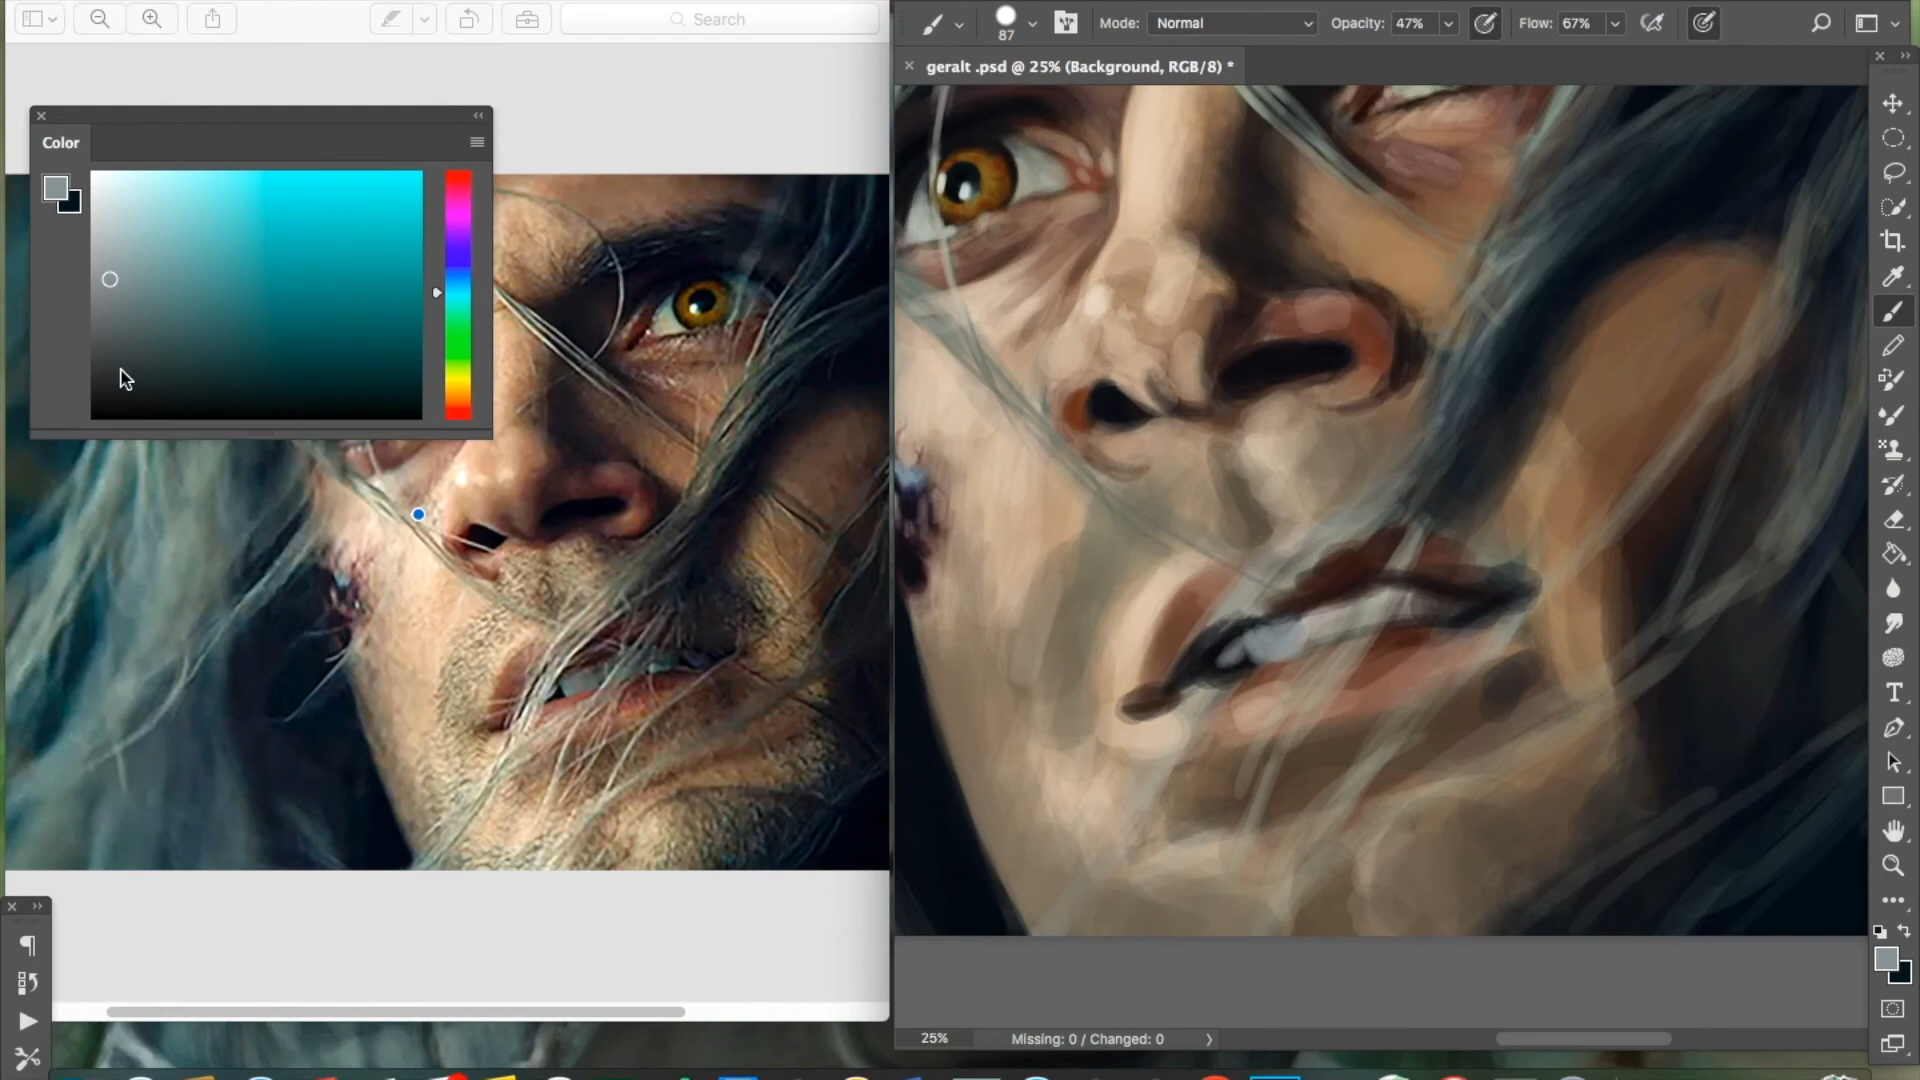 Search
87
Mode: Normal
Opacity: 47%
Flow: 67%
geralt .psd @ 25% (Background, RGB/8) *
Color
T
25%
Missing: 0 / Changed: 0